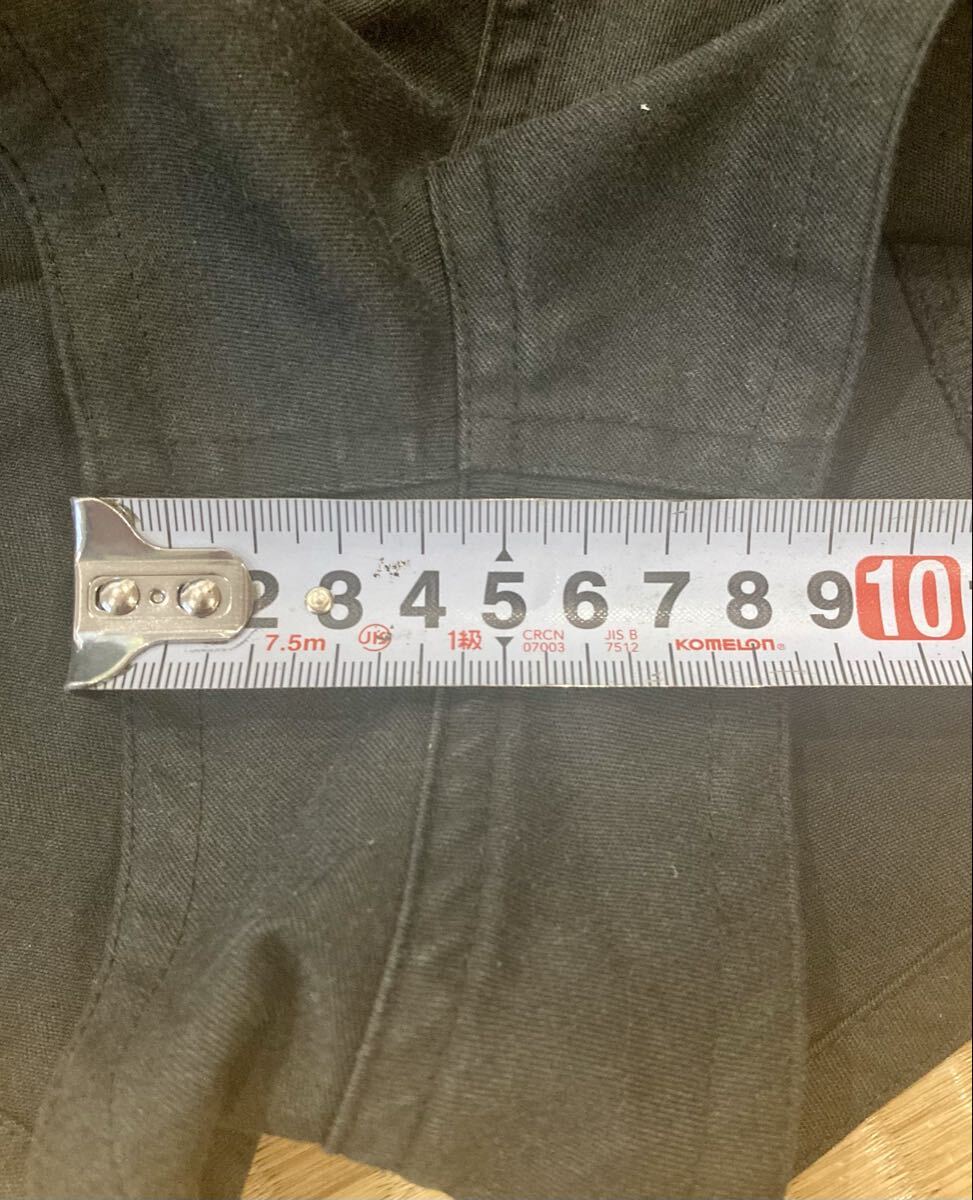 2 3 4 5 6 7 8 9 10
7.5m JIS 1級 CRCN 07003 JIS B 7512 KOMELON®